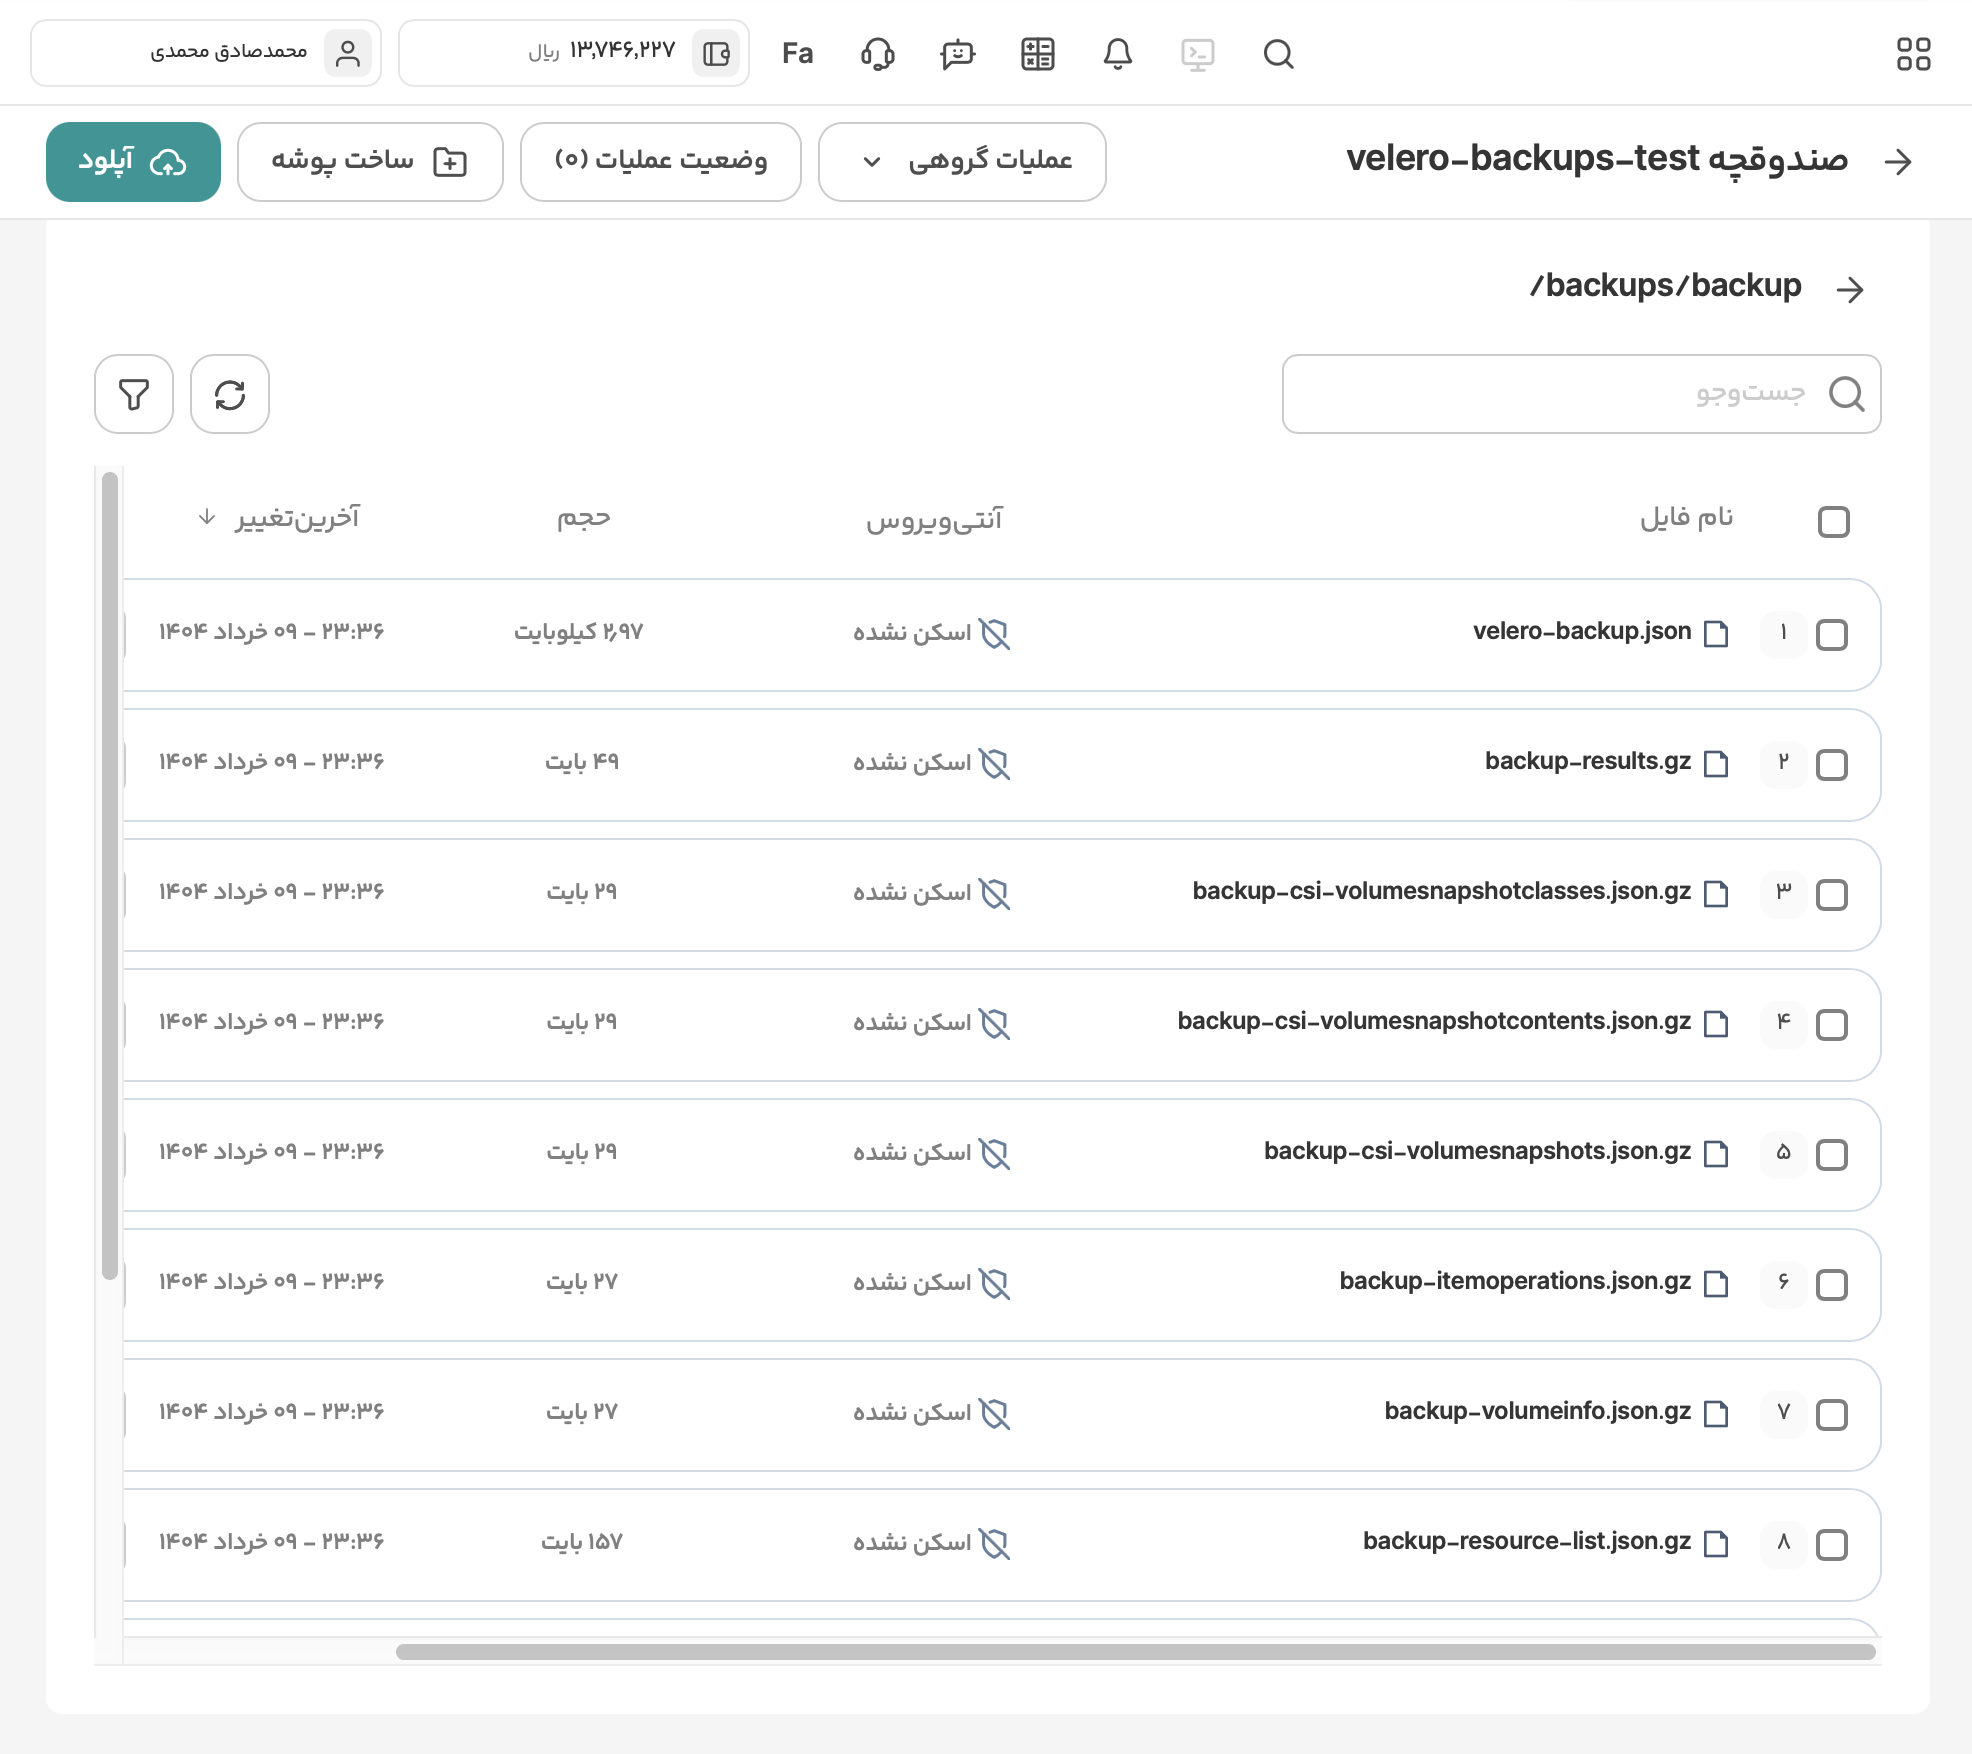 Fa
۱۳,۷۴۶,۲۲۷ ریال
محمدصادق محمدی
صندوقچه velero-backups-test
عملیات گروهی
وضعیت عملیات (۰)
ساخت پوشه
آپلود
/backups/backup
جست‌وجو
نام فایل آنتی‌ویروس حجم آخرین‌تغییر
۱ velero-backup.json اسکن نشده ۲٫۹۷ کیلوبایت ۲۳:۳۶ - ۰۹ خرداد ۱۴۰۴
۲ backup-results.gz اسکن نشده ۴۹ بایت ۲۳:۳۶ - ۰۹ خرداد ۱۴۰۴
۳ backup-csi-volumesnapshotclasses.json.gz اسکن نشده ۲۹ بایت ۲۳:۳۶ - ۰۹ خرداد ۱۴۰۴
۴ backup-csi-volumesnapshotcontents.json.gz اسکن نشده ۲۹ بایت ۲۳:۳۶ - ۰۹ خرداد ۱۴۰۴
۵ backup-csi-volumesnapshots.json.gz اسکن نشده ۲۹ بایت ۲۳:۳۶ - ۰۹ خرداد ۱۴۰۴
۶ backup-itemoperations.json.gz اسکن نشده ۲۷ بایت ۲۳:۳۶ - ۰۹ خرداد ۱۴۰۴
۷ backup-volumeinfo.json.gz اسکن نشده ۲۷ بایت ۲۳:۳۶ - ۰۹ خرداد ۱۴۰۴
۸ backup-resource-list.json.gz اسکن نشده ۱۵۷ بایت ۲۳:۳۶ - ۰۹ خرداد ۱۴۰۴